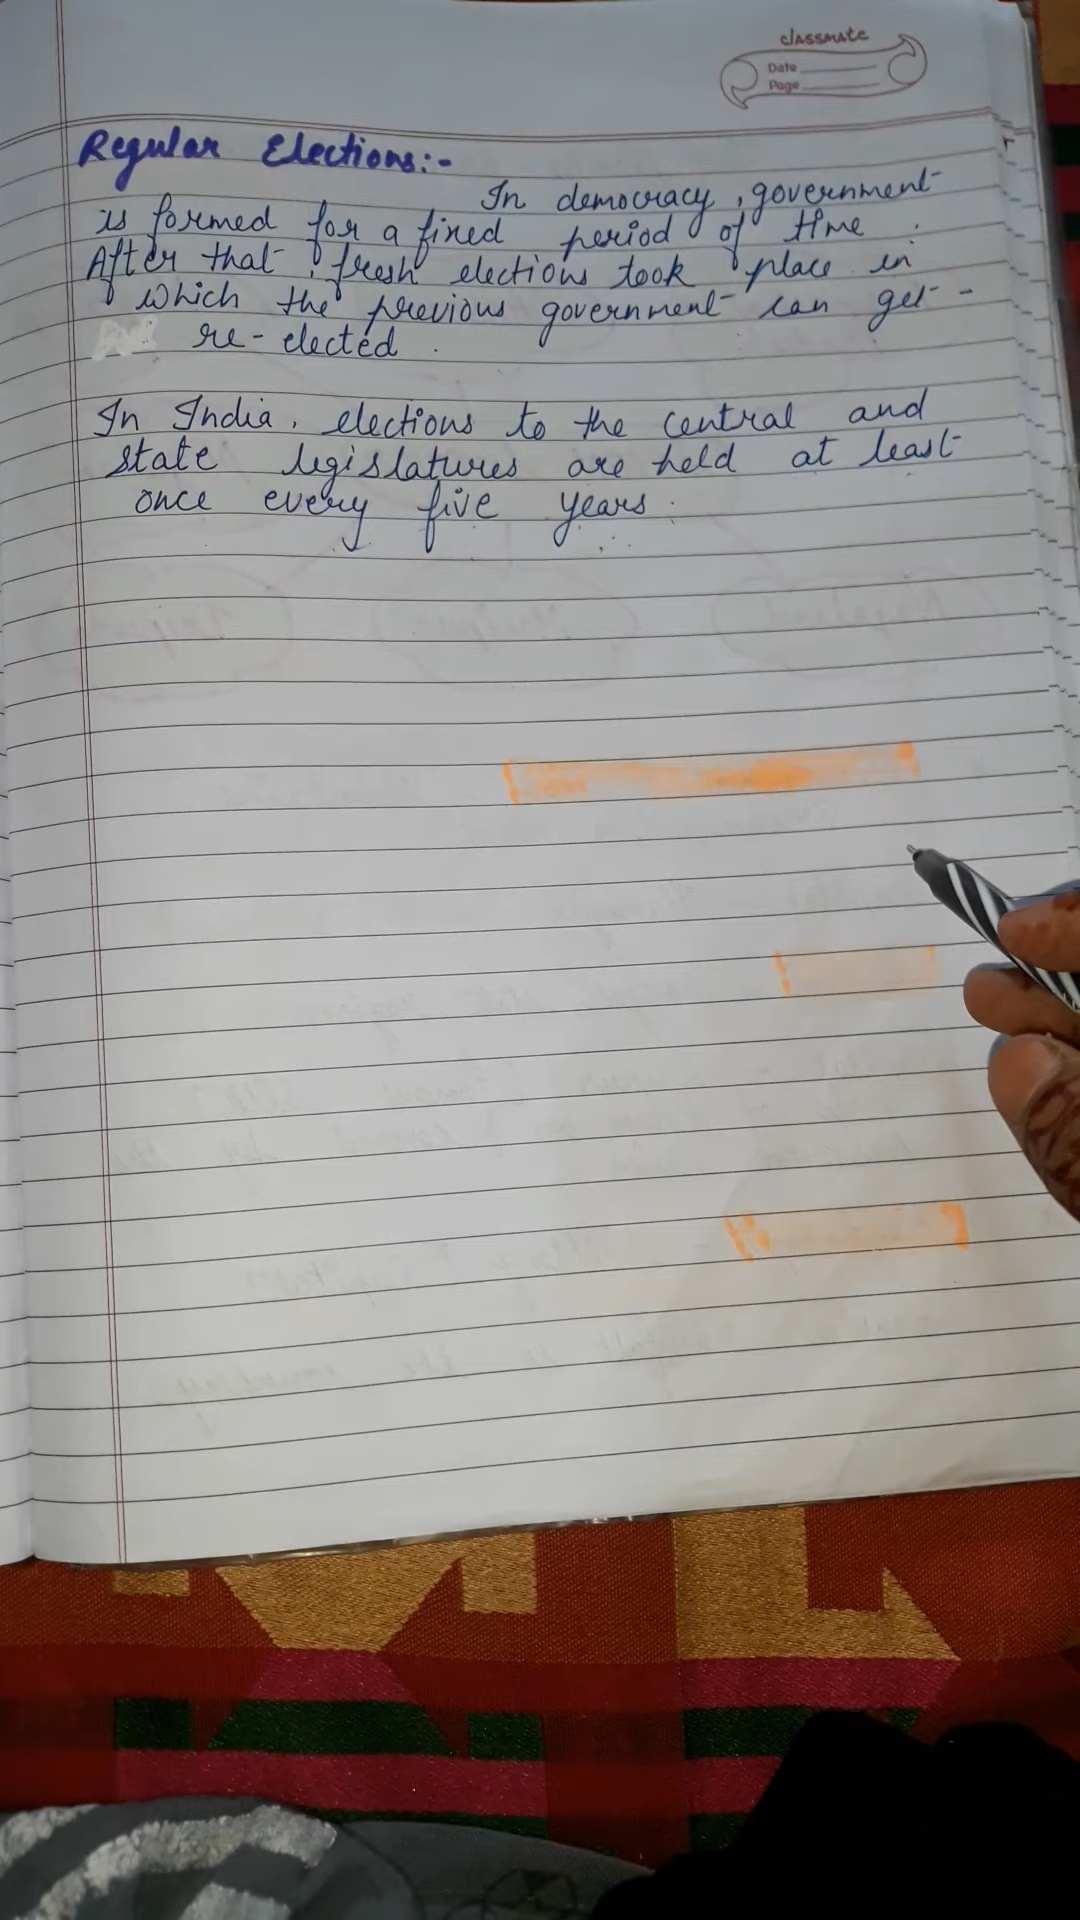 classmate
Date
Page
Regular Elections:-
In democracy, government
is formed for a fixed period of time.
After that, fresh elections took place in
which the previous government can get -
re-elected.
In India, elections to the central and
state legislatures are held at least
once every five years.